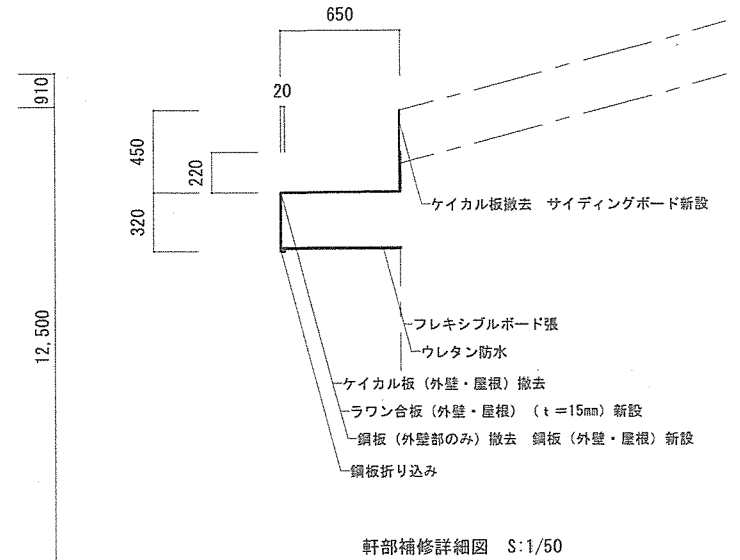 650
910
20
450
220
320
12,500
ケイカル板撤去　サイディングボード新設
フレキシブルボード張
ウレタン防水
ケイカル板（外壁・屋根）撤去
ラワン合板（外壁・屋根）（ｔ＝15㎜）新設
鋼板（外壁部のみ）撤去　鋼板（外壁・屋根）新設
鋼板折り込み
軒部補修詳細図　S:1/50